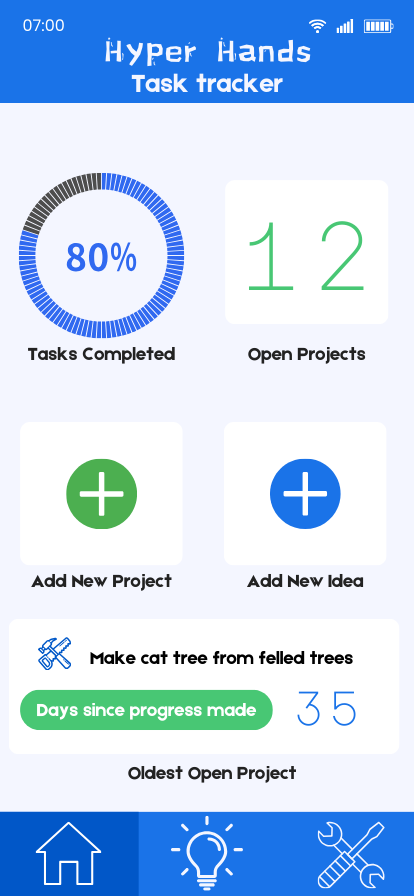 07:00
Hyper Hands
Task tracker
80%
12
Tasks Completed
Open Projects
Add New Project
Add New Idea
Make cat tree from felled trees
Days since progress made
35
Oldest Open Project